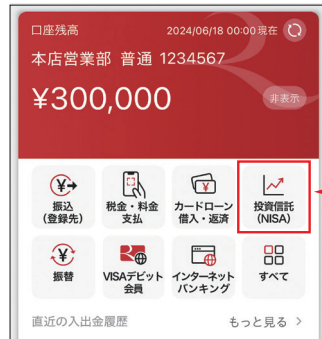 口座残高 2024/06/18 00:00現在
本店営業部 普通 1234567
¥300,000 非表示
振込 税金・料金 カードローン 投資信託
(登録先) 支払 借入・返済 (NISA)
振替 VISAデビット インターネット すべて
会員 バンキング
直近の入出金履歴 もっと見る >